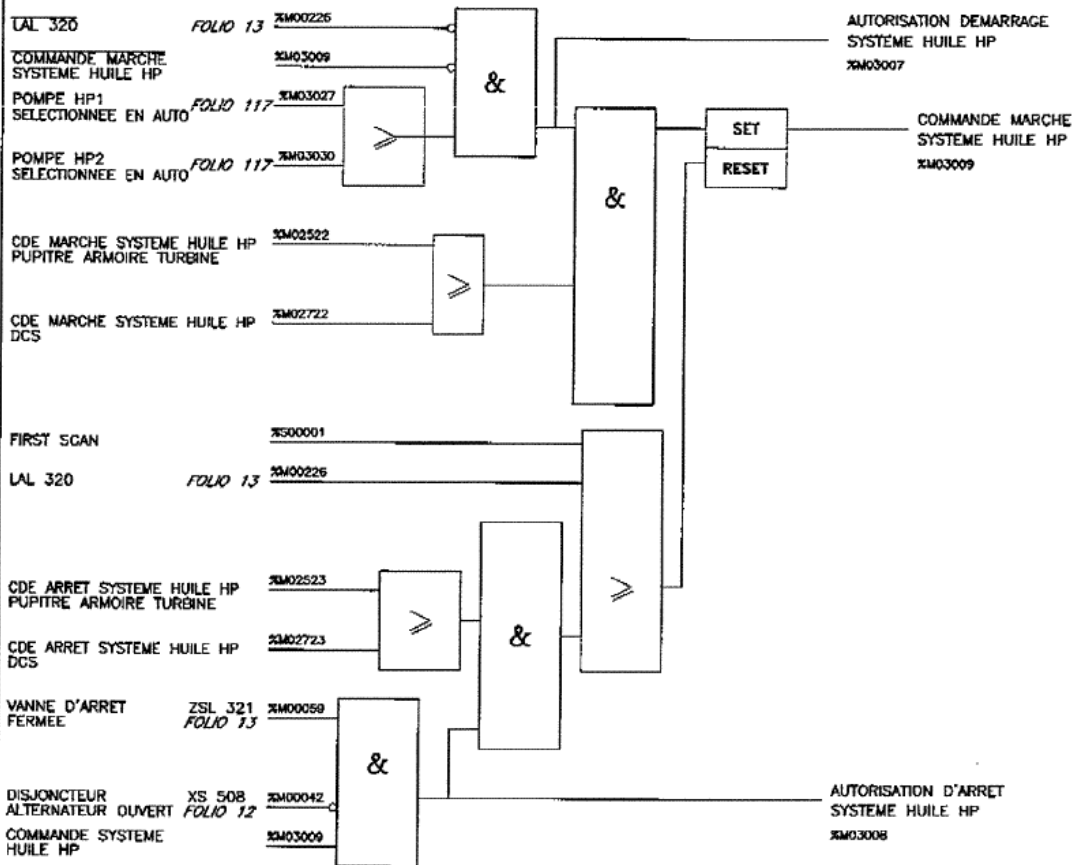 LAL 320 FOLIO 13 %M00226
COMMANDE MARCHE
SYSTEME HUILE HP %M03009
POMPE HP1
SELECTIONNEE EN AUTO FOLIO 117 %M03027
POMPE HP2
SELECTIONNEE EN AUTO FOLIO 117 %M03030
&
≥
AUTORISATION DEMARRAGE
SYSTEME HUILE HP
%M03007
CDE MARCHE SYSTEME HUILE HP
PUPITRE ARMOIRE TURBINE %M02522
CDE MARCHE SYSTEME HUILE HP
DCS %M02722
≥
&
SET
RESET
COMMANDE MARCHE
SYSTEME HUILE HP
%M03009
FIRST SCAN %S00001
LAL 320 FOLIO 13 %M00226
CDE ARRET SYSTEME HUILE HP
PUPITRE ARMOIRE TURBINE %M02523
CDE ARRET SYSTEME HUILE HP
DCS %M02723
≥
&
≥
VANNE D'ARRET ZSL 321 %M00059
FERMEE FOLIO 13
DISJONCTEUR XS 508 %M00042
ALTERNATEUR OUVERT FOLIO 12
COMMANDE SYSTEME %M03009
HUILE HP
&
AUTORISATION D'ARRET
SYSTEME HUILE HP
%M03008